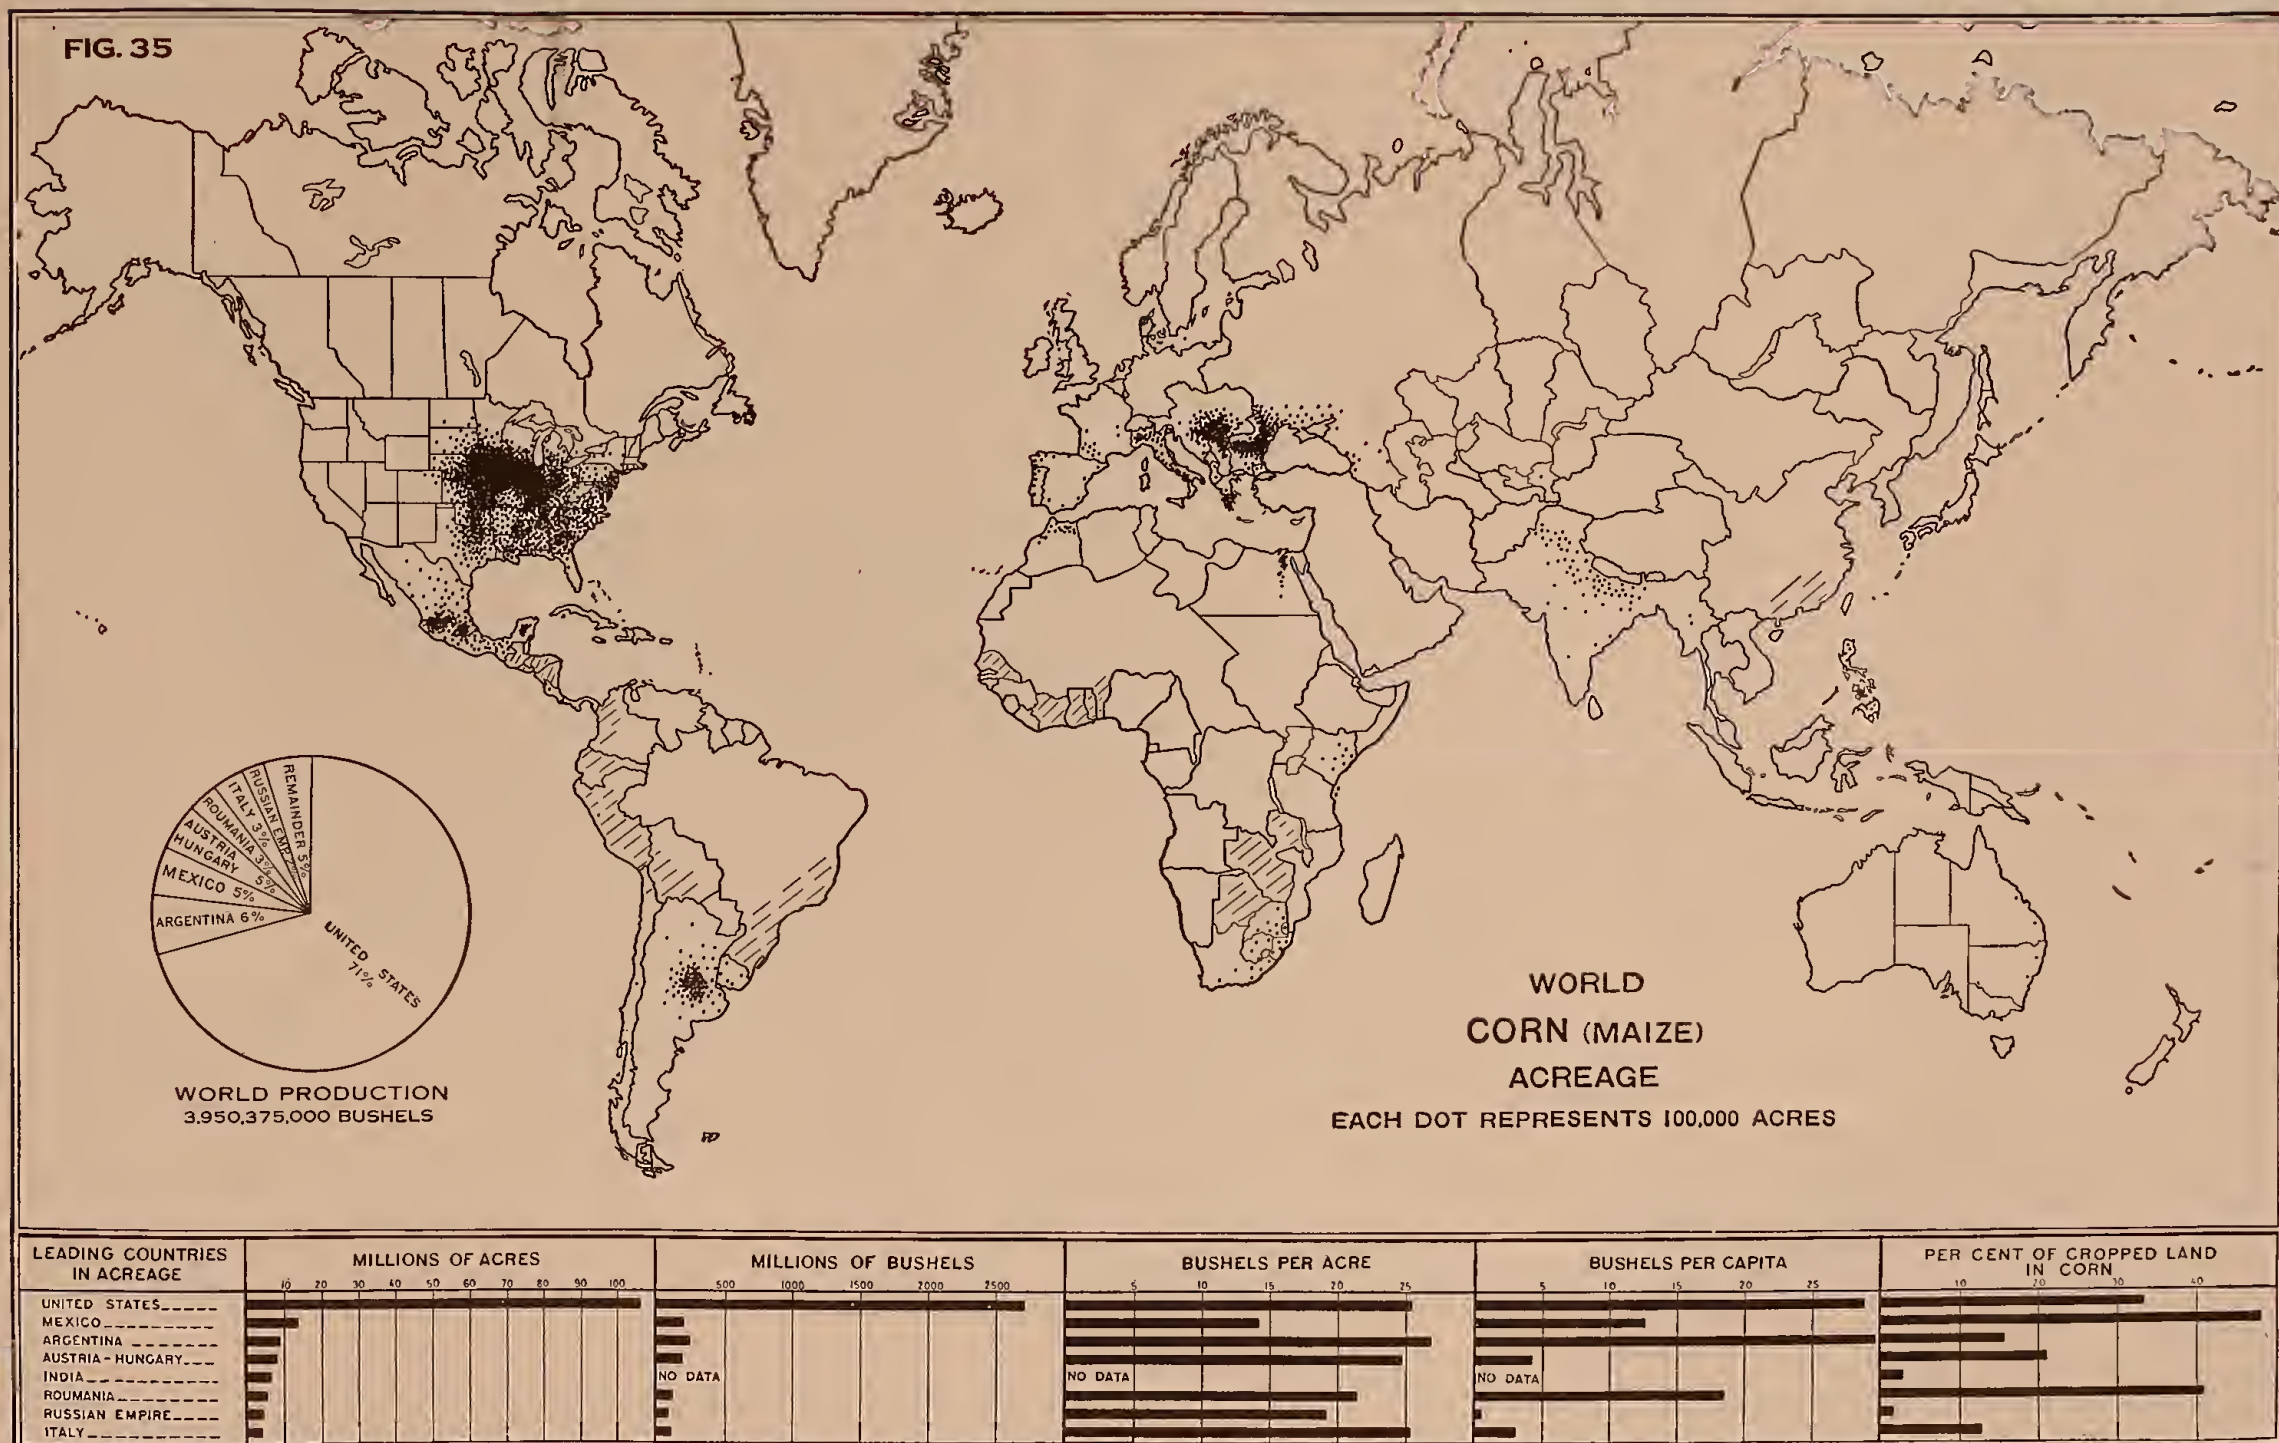 FIG. 35
REMAINDER 5%
RUSSIAN EMP. 2%
ITALY 3%
ROUMANIA 3%
AUSTRIA
HUNGARY 5%
MEXICO 5%
ARGENTINA 6%
UNITED STATES
71%
WORLD PRODUCTION
3,950,375,000 BUSHELS
WORLD
CORN (MAIZE)
ACREAGE
EACH DOT REPRESENTS 100,000 ACRES
LEADING COUNTRIES
IN ACREAGE
MILLIONS OF ACRES
10 20 30 40 50 60 70 80 90 100
MILLIONS OF BUSHELS
500 1000 1500 2000 2500
BUSHELS PER ACRE
5 10 15 20 25
BUSHELS PER CAPITA
5 10 15 20 25
PER CENT OF CROPPED LAND
IN CORN
10 20 30 40
UNITED STATES
MEXICO
ARGENTINA
AUSTRIA-HUNGARY
INDIA NO DATA NO DATA NO DATA
ROUMANIA
RUSSIAN EMPIRE
ITALY